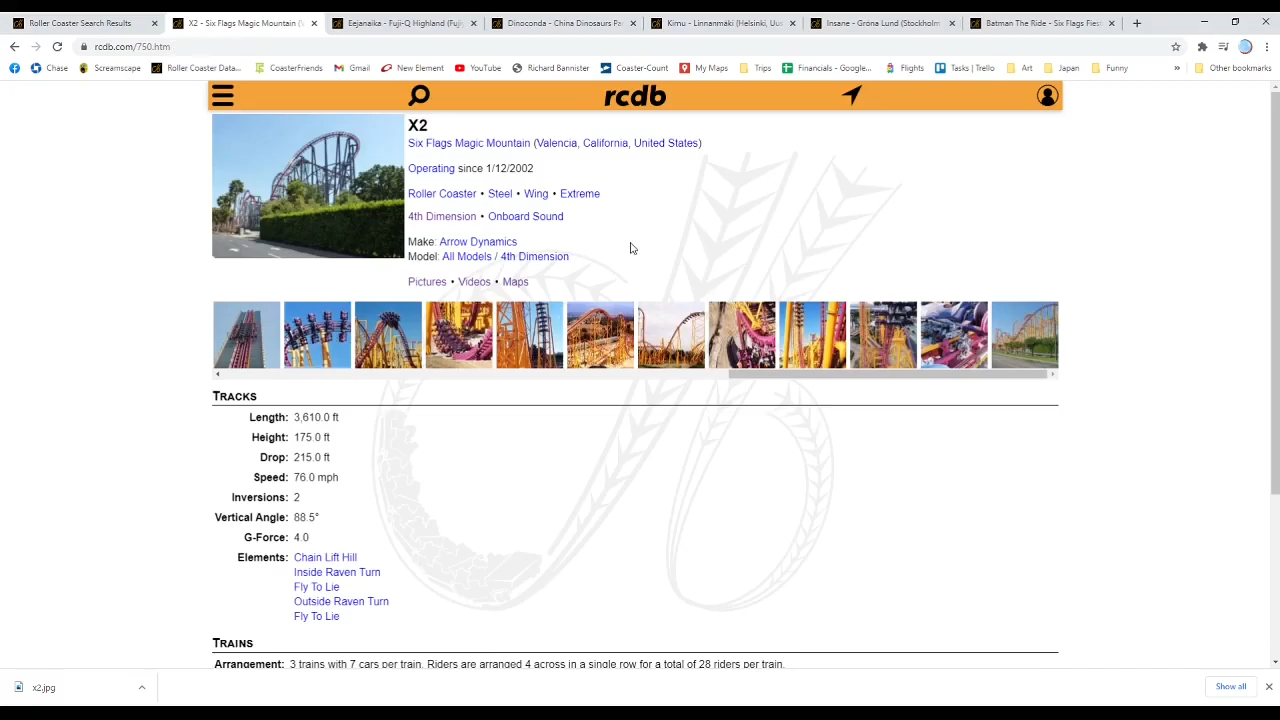 Roller Coaster Search Results
X2 - Six Flags Magic Mountain (V
Eejanaika - Fuji-Q Highland (Fuji
Dinoconda - China Dinosaurs Pa
Kirnu - Linnanmäki (Helsinki, Uus
Insane - Gröna Lund (Stockholm,
Batman The Ride - Six Flags Fiest
rcdb.com/750.htm
Chase
Screamscape
Roller Coaster Data...
CoasterFriends
Gmail
New Element
YouTube
Richard Bannister
Coaster-Count
My Maps
Trips
Financials - Google...
Flights
Tasks | Trello
Art
Japan
Funny
»
Other bookmarks
rcdb
X2
Six Flags Magic Mountain (Valencia, California, United States)
Operating since 1/12/2002
Roller Coaster • Steel • Wing • Extreme
4th Dimension • Onboard Sound
Make: Arrow Dynamics
Model: All Models / 4th Dimension
Pictures • Videos • Maps
TRACKS
Length: 3,610.0 ft
Height: 175.0 ft
Drop: 215.0 ft
Speed: 76.0 mph
Inversions: 2
Vertical Angle: 88.5°
G-Force: 4.0
Elements: Chain Lift Hill
Inside Raven Turn
Fly To Lie
Outside Raven Turn
Fly To Lie
TRAINS
Arrangement: 3 trains with 7 cars per train. Riders are arranged 4 across in a single row for a total of 28 riders per train.
x2.jpg
Show all